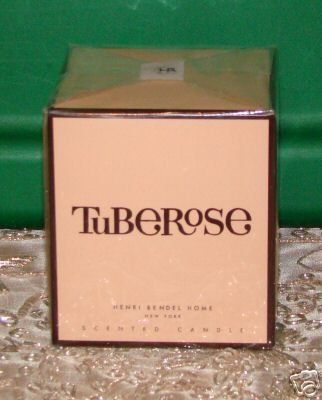 TuBeRose
HENRI BENDEL HOME
NEW YORK
SCENTED CANDLE